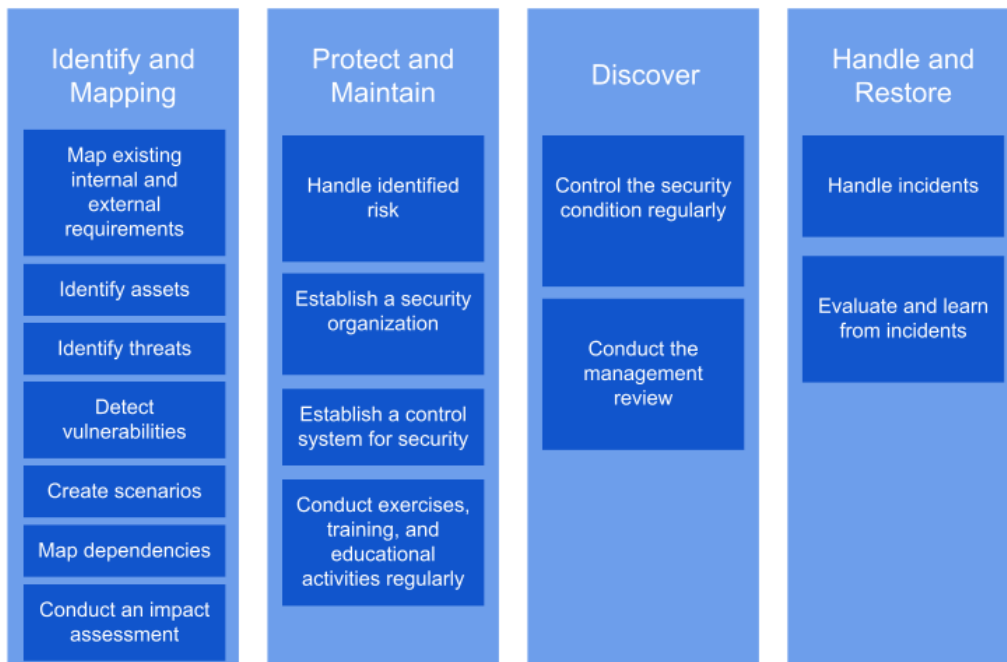 Identify and
Mapping
Map existing
internal and
external
requirements
Identify assets
Identify threats
Detect
vulnerabilities
Create scenarios
Map dependencies
Conduct an impact
assessment
Protect and
Maintain
Handle identified
risk
Establish a security
organization
Establish a control
system for security
Conduct exercises,
training, and
educational
activities regularly
Discover
Control the security
condition regularly
Conduct the
management
review
Handle and
Restore
Handle incidents
Evaluate and learn
from incidents